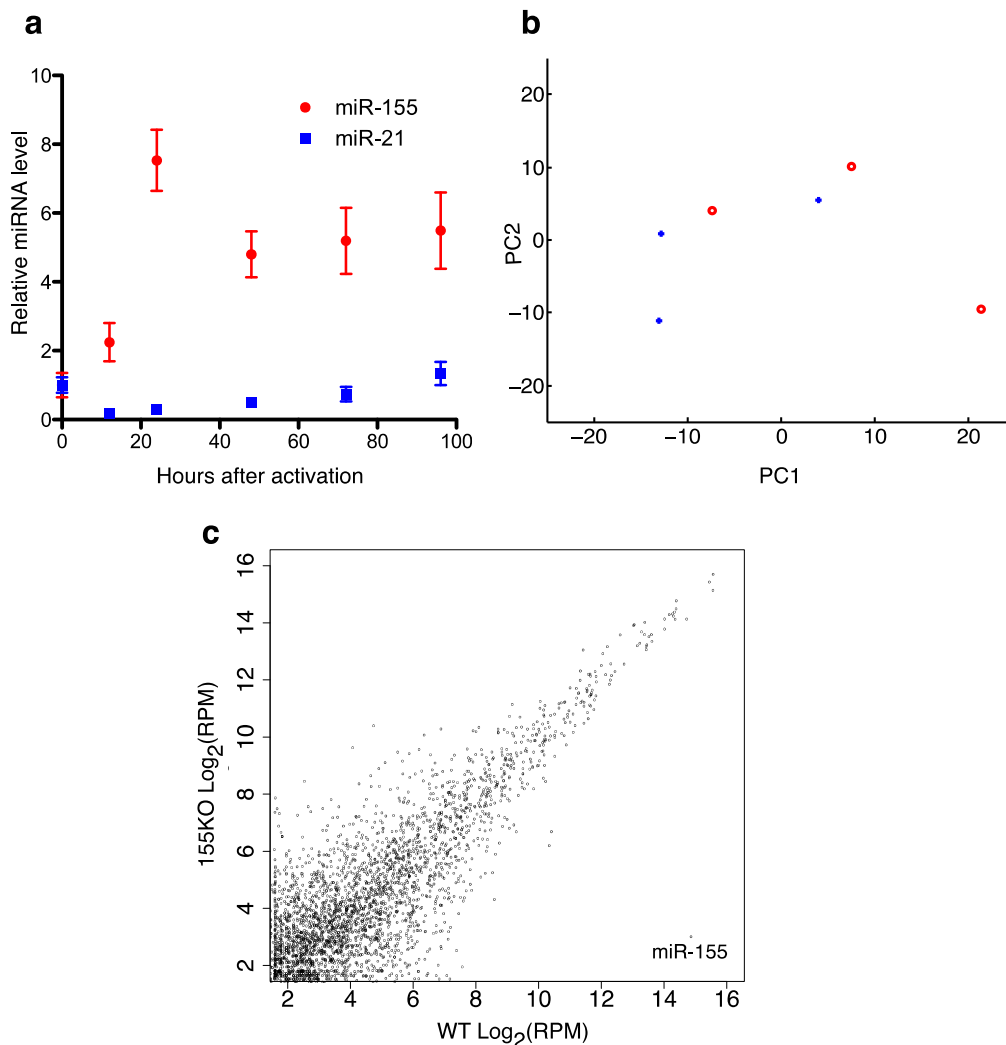 a
10
8
6
4
2
0
Relative miRNA level
miR-155
miR-21
0 20 40 60 80 100
Hours after activation
b
20
10
0
−10
−20
PC2
−20 −10 0 10 20
PC1
c
16
14
12
10
8
6
4
2
155KO Log2(RPM)
miR-155
2 4 6 8 10 12 14 16
WT Log2(RPM)